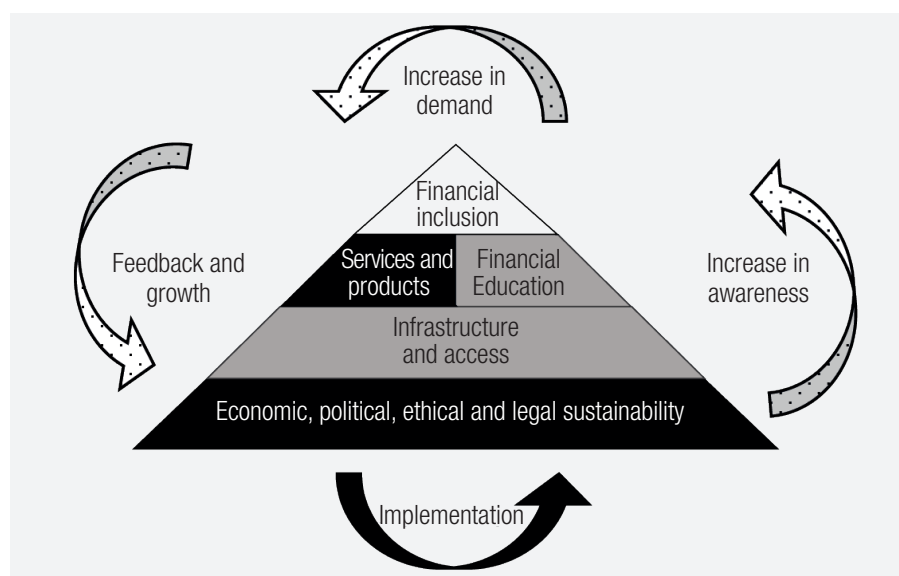 Increase in
demand
Financial
inclusion
Services and
products
Financial
Education
Feedback and
growth
Increase in
awareness
Infrastructure
and access
Economic, political, ethical and legal sustainability
Implementation